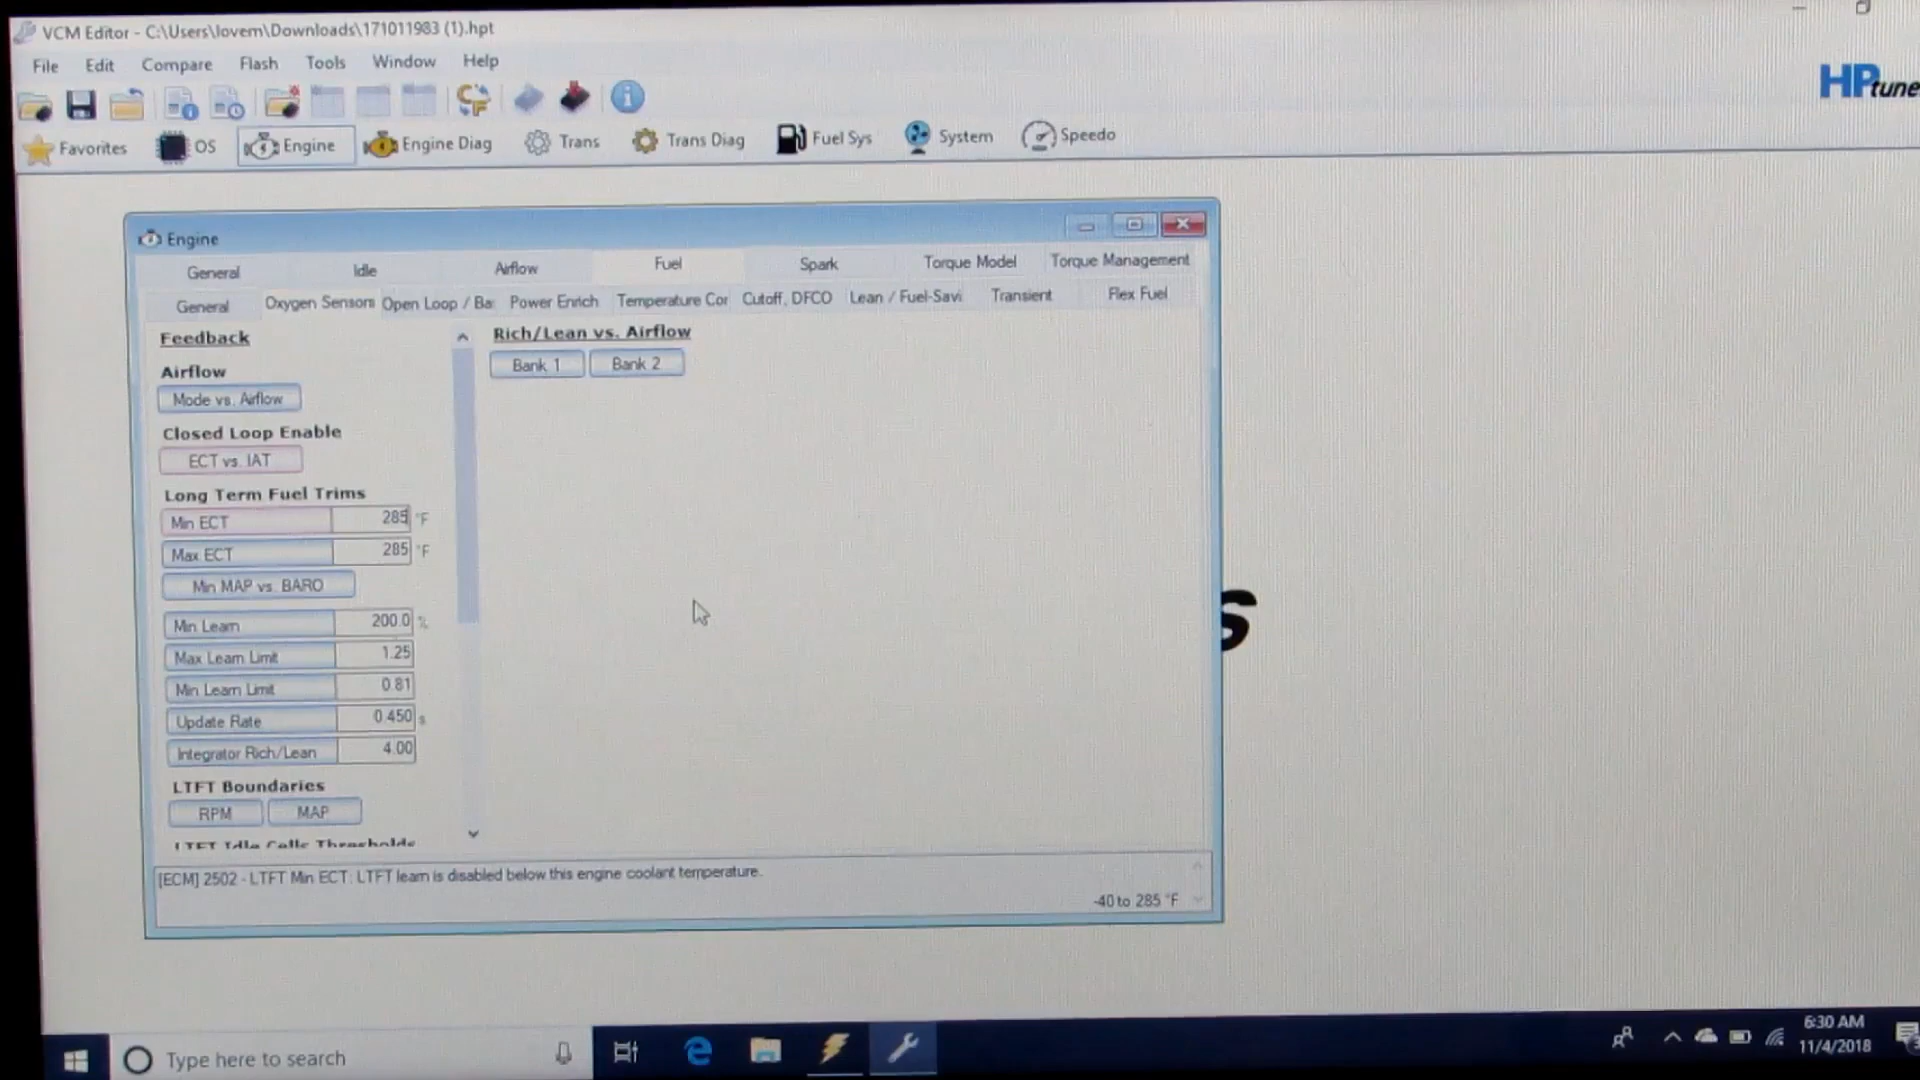 VCM Editor - C:\Users\lovem\Downloads\171011983 (1).hpt
File Edit Compare Flash Tools Window Help
HPtune
Favorites OS Engine Engine Diag Trans Trans Diag Fuel Sys System Speedo
Engine
General Idle Airflow Fuel Spark Torque Model Torque Management
General Oxygen Sensors Open Loop / Ba: Power Enrich Temperature Cor Cutoff, DFCO Lean / Fuel-Savi Transient Flex Fuel
Feedback
Rich/Lean vs. Airflow
Bank 1 Bank 2
Airflow
Mode vs. Airflow
Closed Loop Enable
ECT vs. IAT
Long Term Fuel Trims
Min ECT 285 °F
Max ECT 285 °F
Min MAP vs. BARO
Min Learn 200.0 %
Max Learn Limit 1.25
Min Learn Limit 0.81
Update Rate 0.450 s
Integrator Rich/Lean 4.00
LTFT Boundaries
RPM MAP
LTFT Idle Cells Thresholds
s
[ECM] 2502 - LTFT Min ECT: LTFT learn is disabled below this engine coolant temperature.
-40 to 285 °F
Type here to search
6:30 AM
11/4/2018